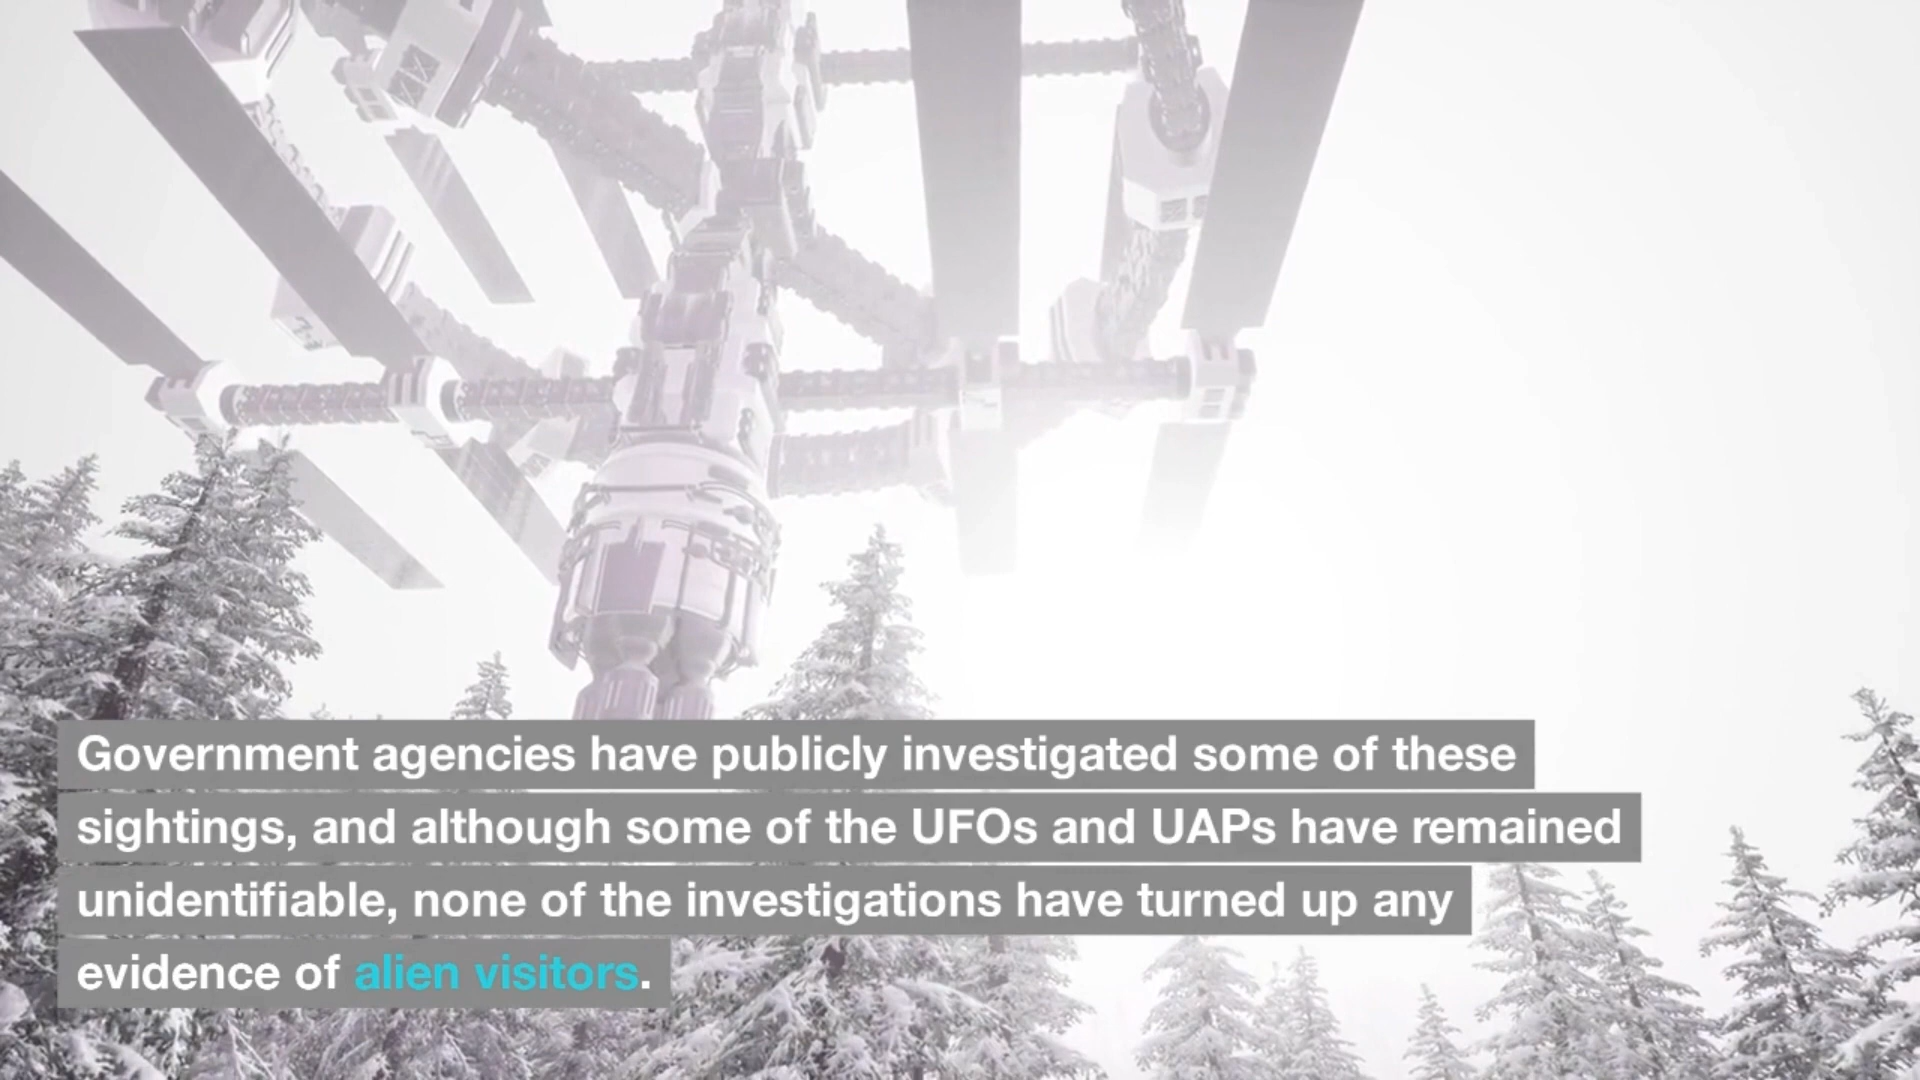 Government agencies have publicly investigated some of these
sightings, and although some of the UFOs and UAPs have remained
unidentifiable, none of the investigations have turned up any
evidence of alien visitors.